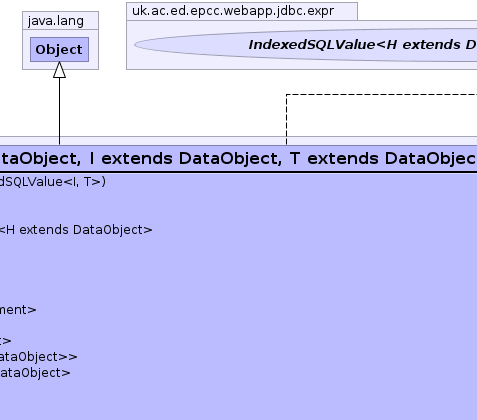 java.lang
Object
uk.ac.ed.epcc.webapp.jdbc.expr
IndexedSQLValue<H extends D
taObject, I extends DataObject, T extends DataObjec
dSQLValue<I, T>)
<H extends DataObject>
ment>
t>
ataObject>>
ataObject>